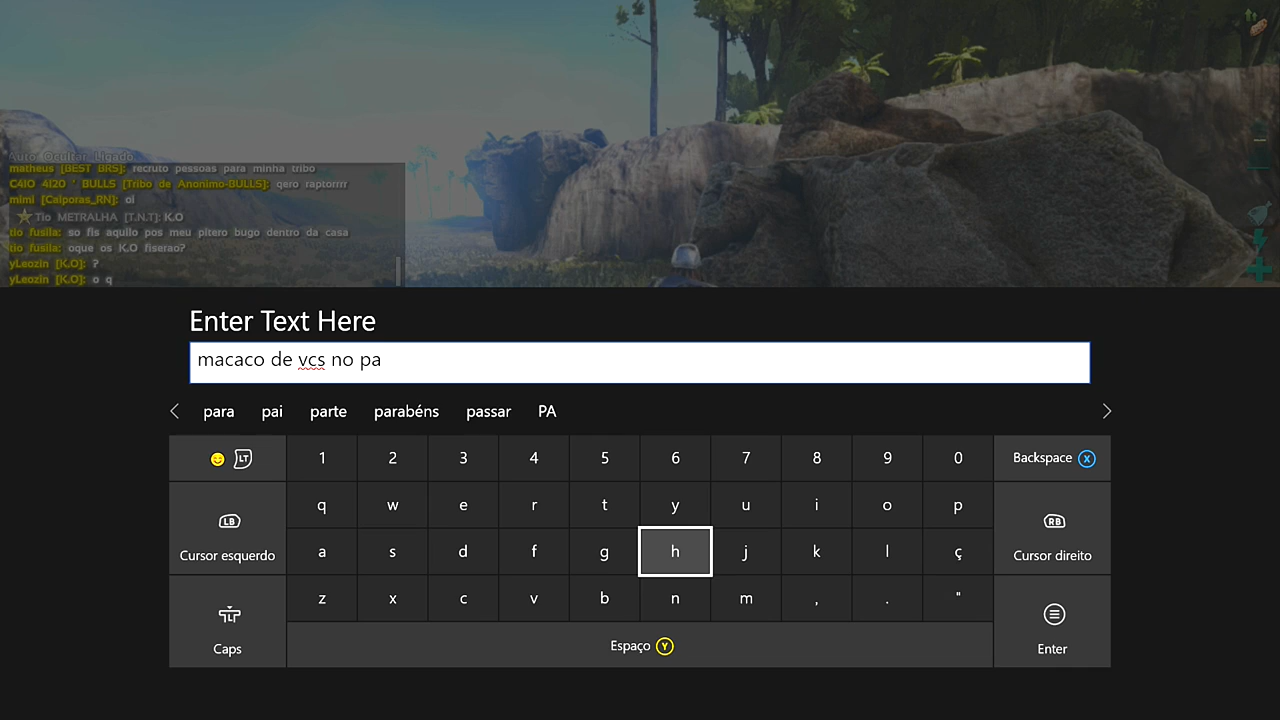 Auto Ocultar Ligado
matheus [BEST BRS]: recruto pessoas para minha tribo
C4IO 4I20 ' BULLS [Tribo de Anonimo-BULLS]: qero raptorrrr
mimi [Caiporas_RN]: oi
Tio METRALHA [T.N.T]: K.O
tio fusila: so fis aquilo pos meu pitero bugo dentro da casa
tio fusila: oque os K.O fiserao?
yLeozin [K.O]: ?
yLeozin [K.O]: o q
Enter Text Here
macaco de vcs no pa
para pai parte parabéns passar PA
LT 1 2 3 4 5 6 7 8 9 0 Backspace X
q w e r t y u i o p
LB Cursor esquerdo a s d f g h j k l ç RB Cursor direito
z x c v b n m , . "
Caps Espaço Y Enter